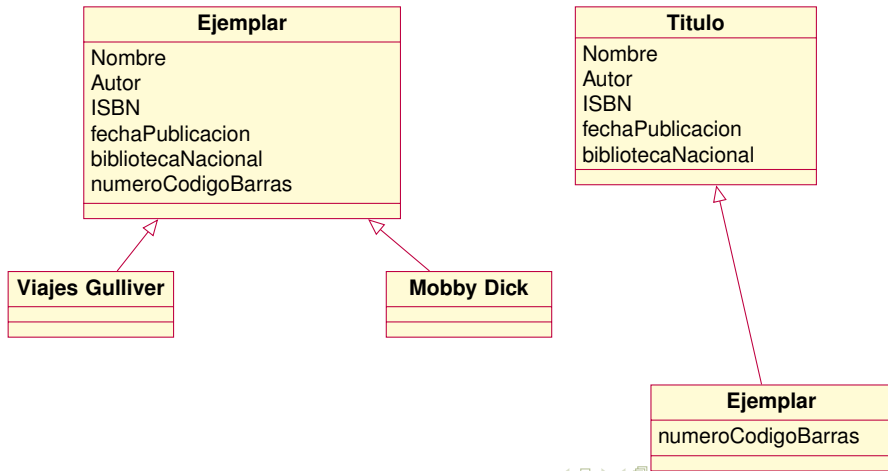 Ejemplar
Nombre
Autor
ISBN
fechaPublicacion
bibliotecaNacional
numeroCodigoBarras
Viajes Gulliver
Mobby Dick
Titulo
Nombre
Autor
ISBN
fechaPublicacion
bibliotecaNacional
Ejemplar
numeroCodigoBarras